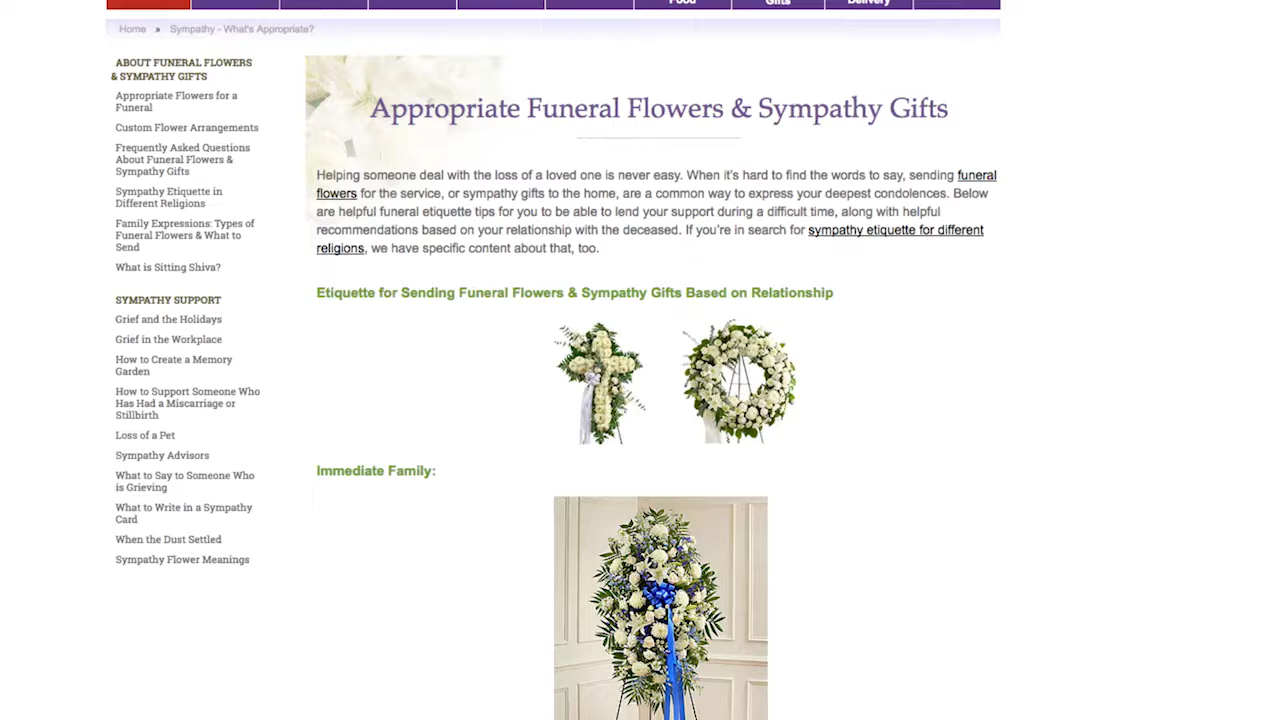 Food
Gifts
Delivery
Home » Sympathy - What's Appropriate?
ABOUT FUNERAL FLOWERS
& SYMPATHY GIFTS
Appropriate Flowers for a
Funeral
Custom Flower Arrangements
Frequently Asked Questions
About Funeral Flowers &
Sympathy Gifts
Sympathy Etiquette in
Different Religions
Family Expressions: Types of
Funeral Flowers & What to
Send
What is Sitting Shiva?
SYMPATHY SUPPORT
Grief and the Holidays
Grief in the Workplace
How to Create a Memory
Garden
How to Support Someone Who
Has Had a Miscarriage or
Stillbirth
Loss of a Pet
Sympathy Advisors
What to Say to Someone Who
is Grieving
What to Write in a Sympathy
Card
When the Dust Settled
Sympathy Flower Meanings
Appropriate Funeral Flowers & Sympathy Gifts
Helping someone deal with the loss of a loved one is never easy. When it's hard to find the words to say, sending funeral
flowers for the service, or sympathy gifts to the home, are a common way to express your deepest condolences. Below
are helpful funeral etiquette tips for you to be able to lend your support during a difficult time, along with helpful
recommendations based on your relationship with the deceased. If you're in search for sympathy etiquette for different
religions, we have specific content about that, too.
Etiquette for Sending Funeral Flowers & Sympathy Gifts Based on Relationship
Immediate Family: